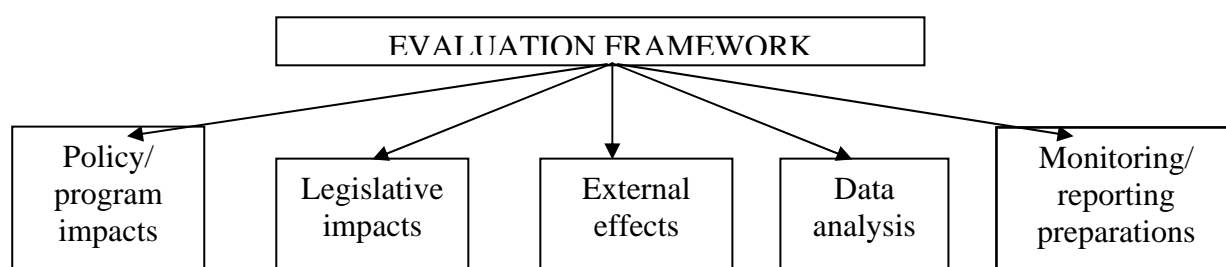 EVALUATION FRAMEWORK
Policy/
program
impacts
Legislative
impacts
External
effects
Data
analysis
Monitoring/
reporting
preparations